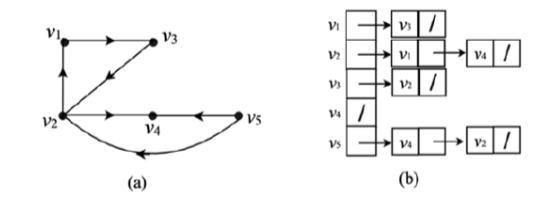 v1 v3
v2 v4 v5
(a)
v1 v3 /
v2 v1 v4 /
v3 v2 /
v4 /
v5 v4 v2 /
(b)